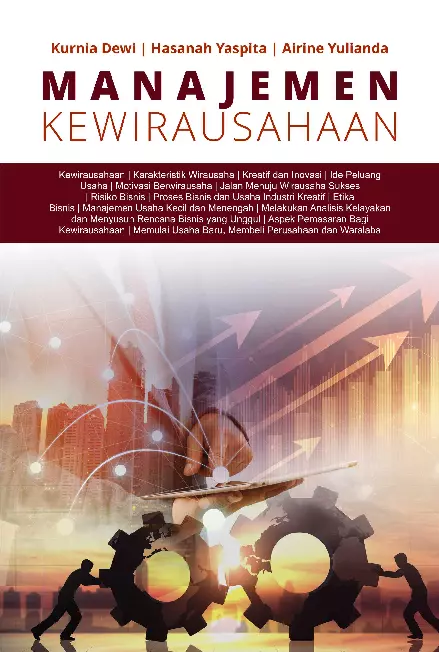 Kurnia Dewi | Hasanah Yaspita | Airine Yulianda
MANAJEMEN
KEWIRAUSAHAAN
Kewirausahaan | Karakteristik Wirausaha | Kreatif dan Inovasi | Ide Peluang
Usaha | Motivasi Berwirausaha | Jalan Menuju Wirausaha Sukses
| Risiko Bisnis | Proses Bisnis dan Usaha Industri Kreatif | Etika
Bisnis | Manajemen Usaha Kecil dan Menengah | Melakukan Analisis Kelayakan
dan Menyusun Rencana Bisnis yang Unggul | Aspek Pemasaran Bagi
Kewirausahaan | Memulai Usaha Baru, Membeli Perusahaan dan Waralaba